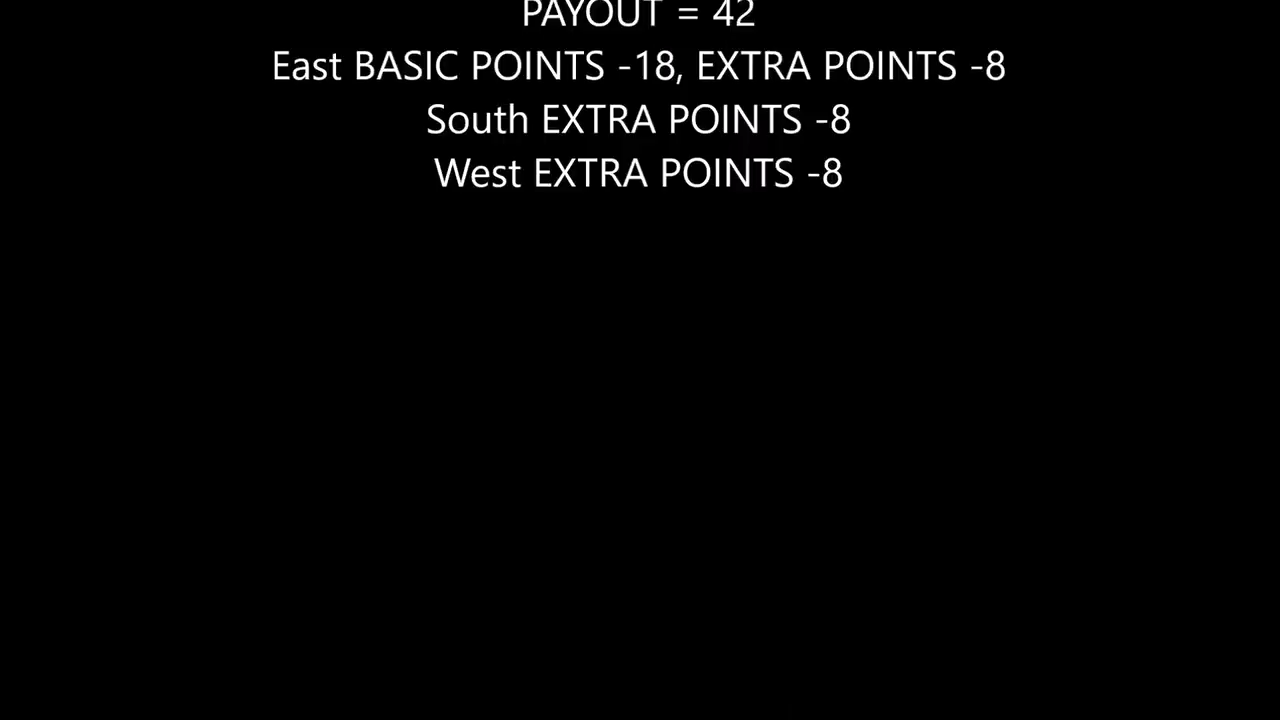 PAYOUT = 42
East BASIC POINTS -18, EXTRA POINTS -8
South EXTRA POINTS -8
West EXTRA POINTS -8